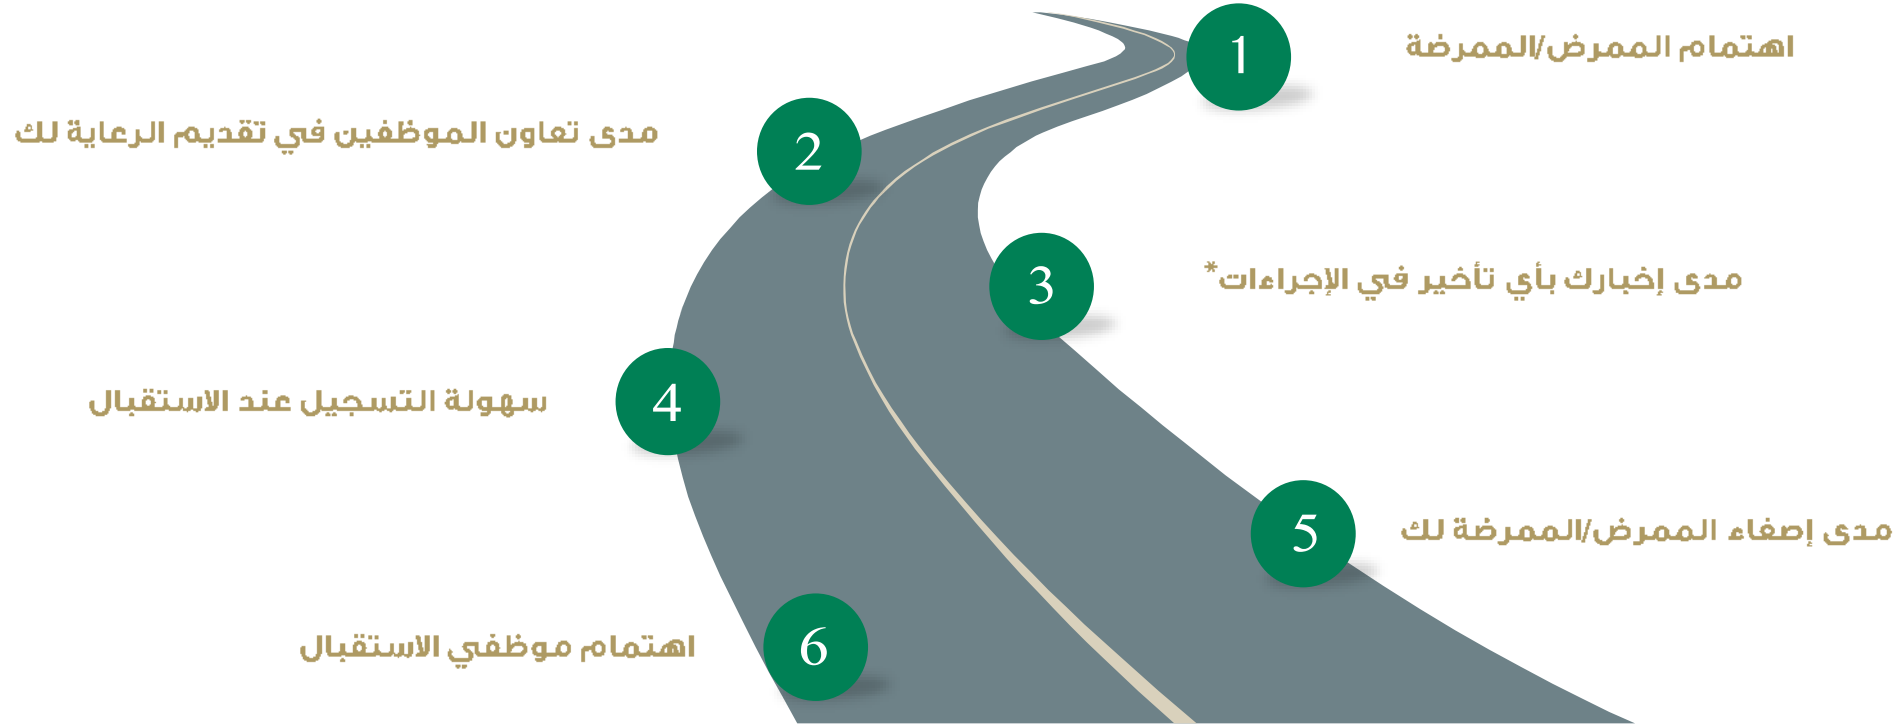 1
اهتمام الممرض/الممرضة
2
مدى تعاون الموظفين في تقديم الرعاية لك
3
مدى إخبارك بأي تأخير في الإجراءات*
4
سهولة التسجيل عند الاستقبال
5
مدى إصغاء الممرض/الممرضة لك
6
اهتمام موظفي الاستقبال